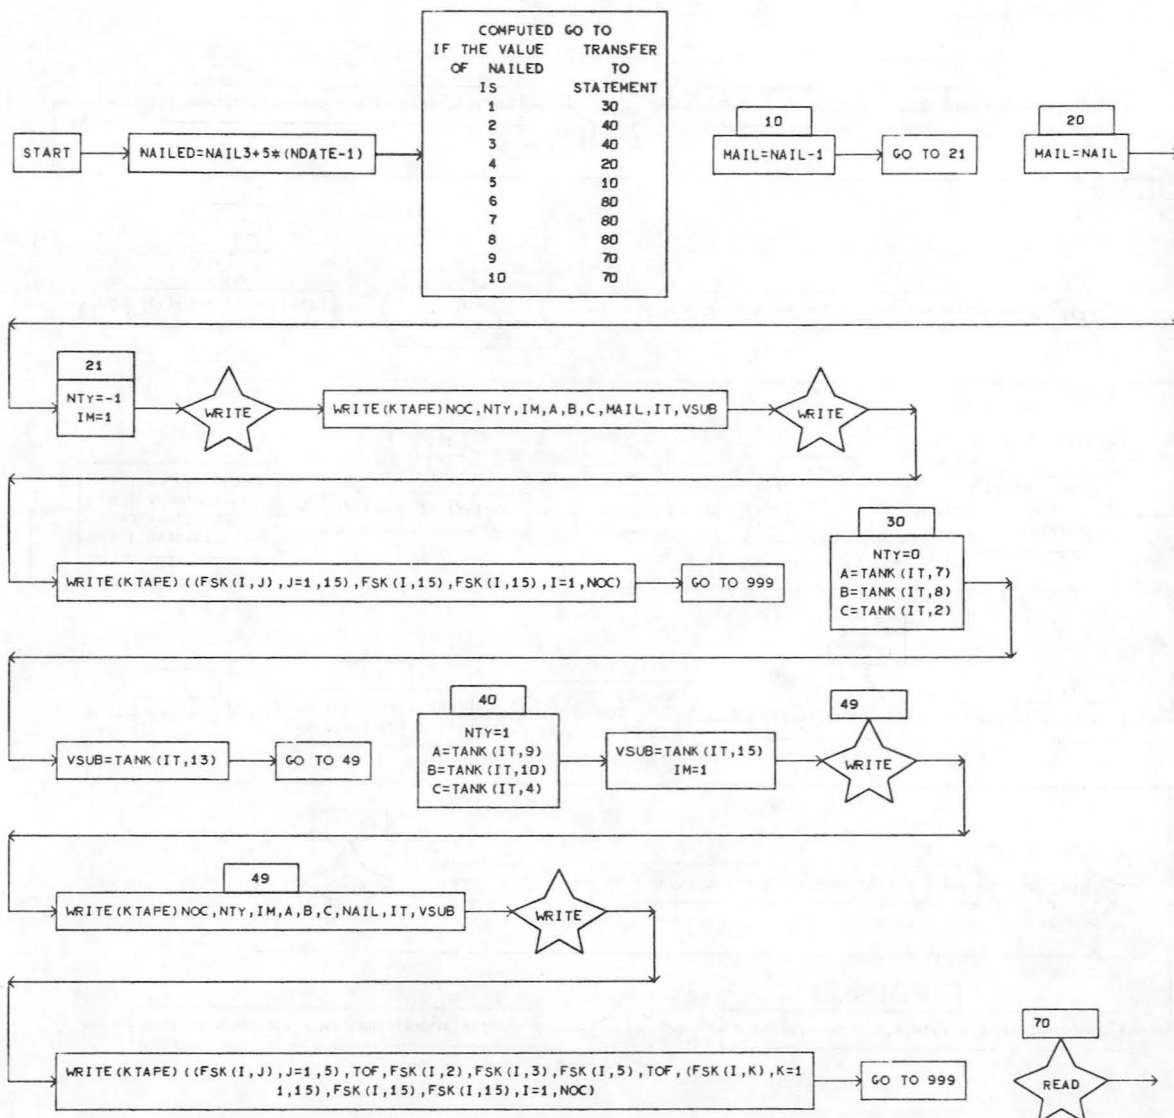 COMPUTED GO TO
IF THE VALUE TRANSFER
OF NAILED TO
IS STATEMENT
1 30
2 40
3 40
4 20
5 10
6 80
7 80
8 80
9 70
10 70
START
NAILED=NAIL3+5*(NDATE-1)
10
MAIL=NAIL-1
GO TO 21
20
MAIL=NAIL
21
NTY=-1
IM=1
WRITE
WRITE(KTAPE)NOC,NTY,IM,A,B,C,MAIL,IT,VSUB
WRITE
WRITE(KTAPE)((FSK(I,J),J=1,15),FSK(I,15),FSK(I,15),I=1,NOC)
GO TO 999
30
NTY=0
A=TANK(IT,7)
B=TANK(IT,8)
C=TANK(IT,2)
VSUB=TANK(IT,13)
GO TO 49
40
NTY=1
A=TANK(IT,9)
B=TANK(IT,10)
C=TANK(IT,4)
VSUB=TANK(IT,15)
IM=1
49
WRITE
49
WRITE(KTAPE)NOC,NTY,IM,A,B,C,NAIL,IT,VSUB
WRITE
WRITE(KTAPE)((FSK(I,J),J=1,5),TOF,FSK(I,2),FSK(I,3),FSK(I,5),TOF,(FSK(I,K),K=1
1,15),FSK(I,15),FSK(I,15),I=1,NOC)
GO TO 999
70
READ